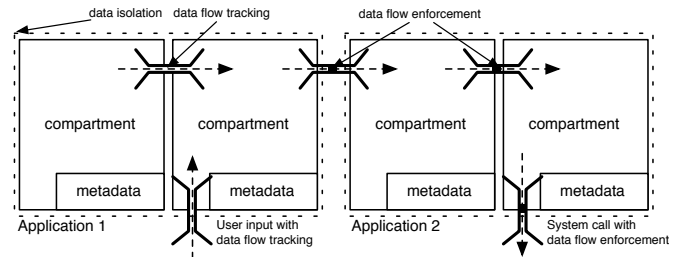 data isolation
data flow tracking
data flow enforcement
compartment
compartment
compartment
compartment
metadata
metadata
metadata
metadata
Application 1
User input with
data flow tracking
Application 2
System call with
data flow enforcement